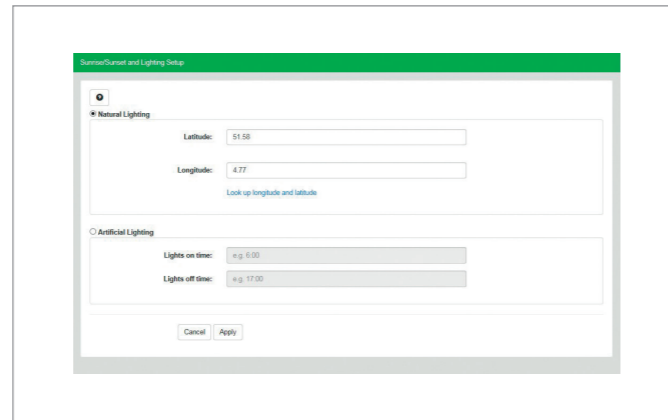 Sunrise/Sunset and Lighting Setup
Natural Lighting
Latitude: 51.58
Longitude: 4.77
Look up longitude and latitude
Artificial Lighting
Lights on time: e.g. 6:00
Lights off time: e.g. 17:00
Cancel Apply